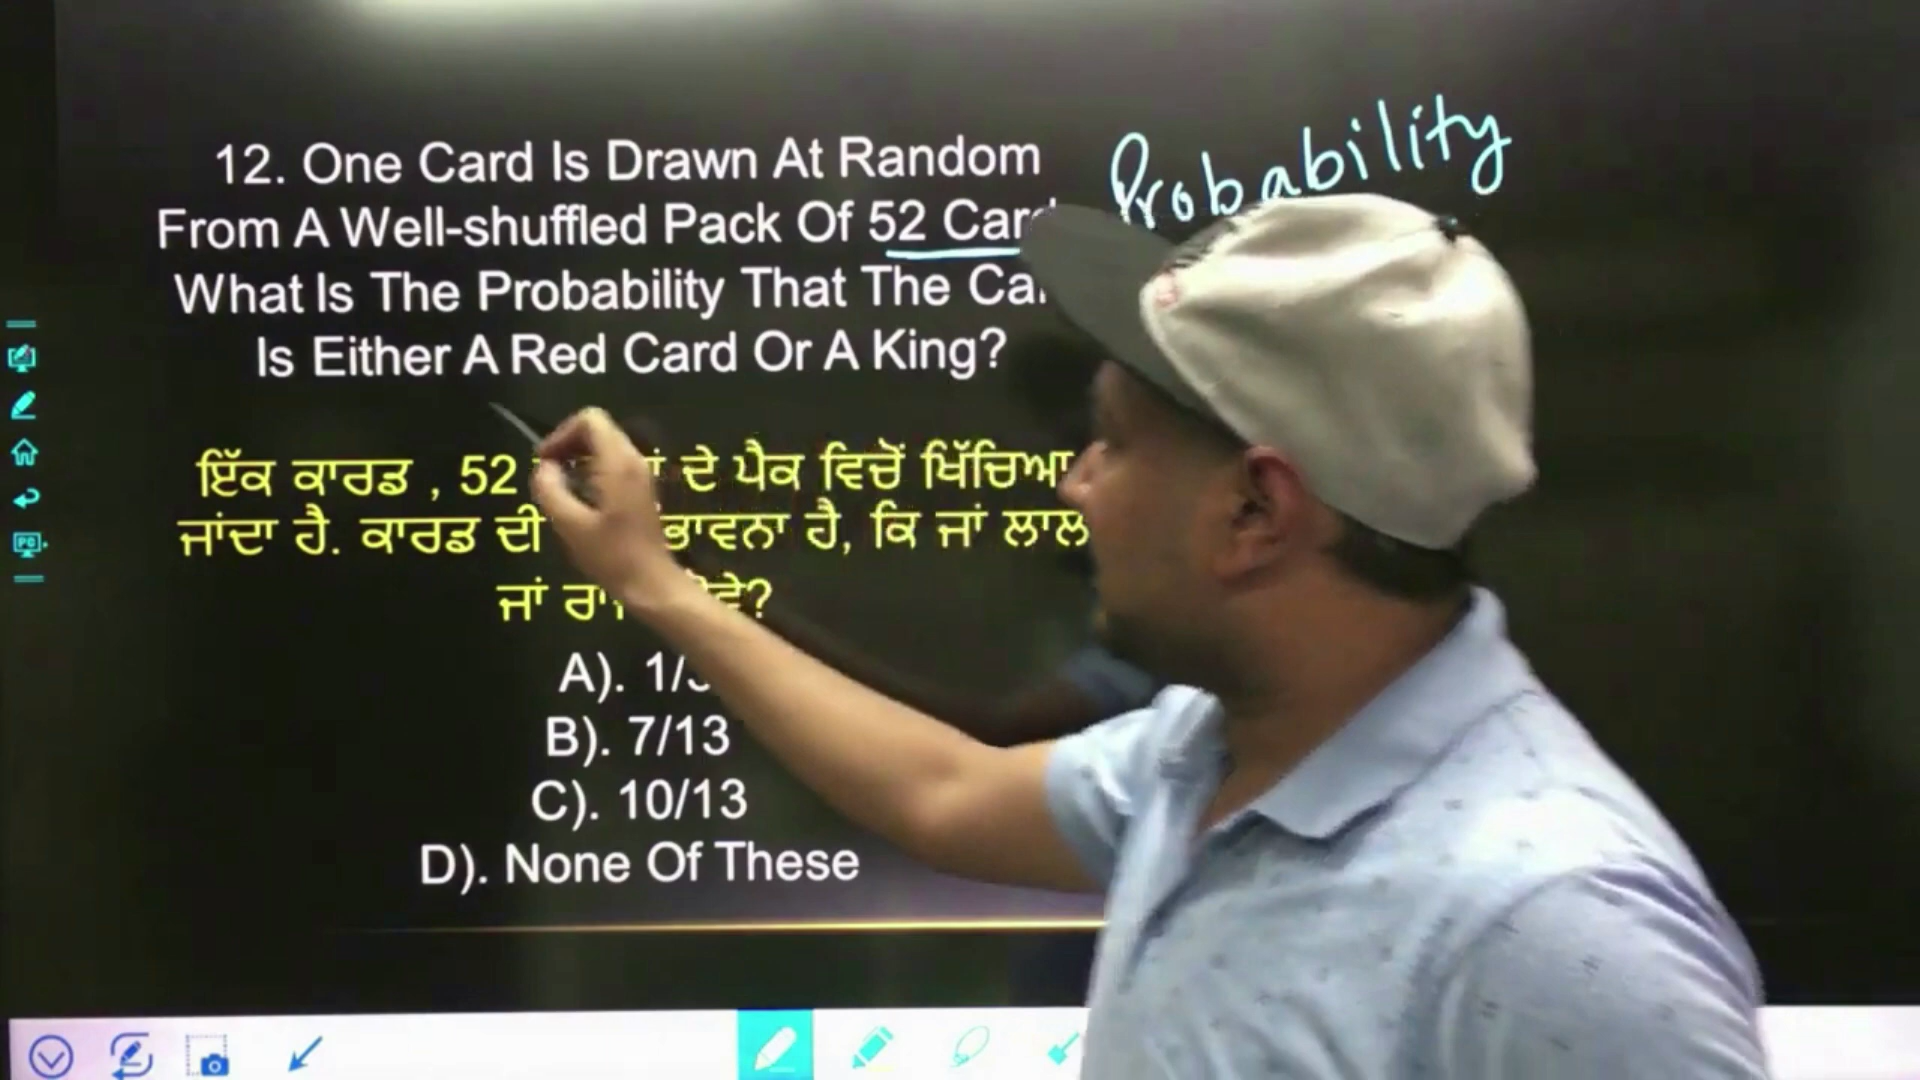 12. One Card Is Drawn At Random
Probability
From A Well-shuffled Pack Of 52
What Is The Probability That The
Is Either A Red Card Or A King?
ਇੱਕ ਕਾਰਡ , 52 ਦੇ ਪੈਕ ਵਿਚੋਂ ਖਿੱਚਿਆ
ਜਾਂਦਾ ਹੈ. ਕਾਰਡ ਦੀ ਹੈ, ਕਿ ਜਾਂ ਲਾਲ
ਜਾਂ
A).
B). 7/13
C). 10/13
D). None Of These